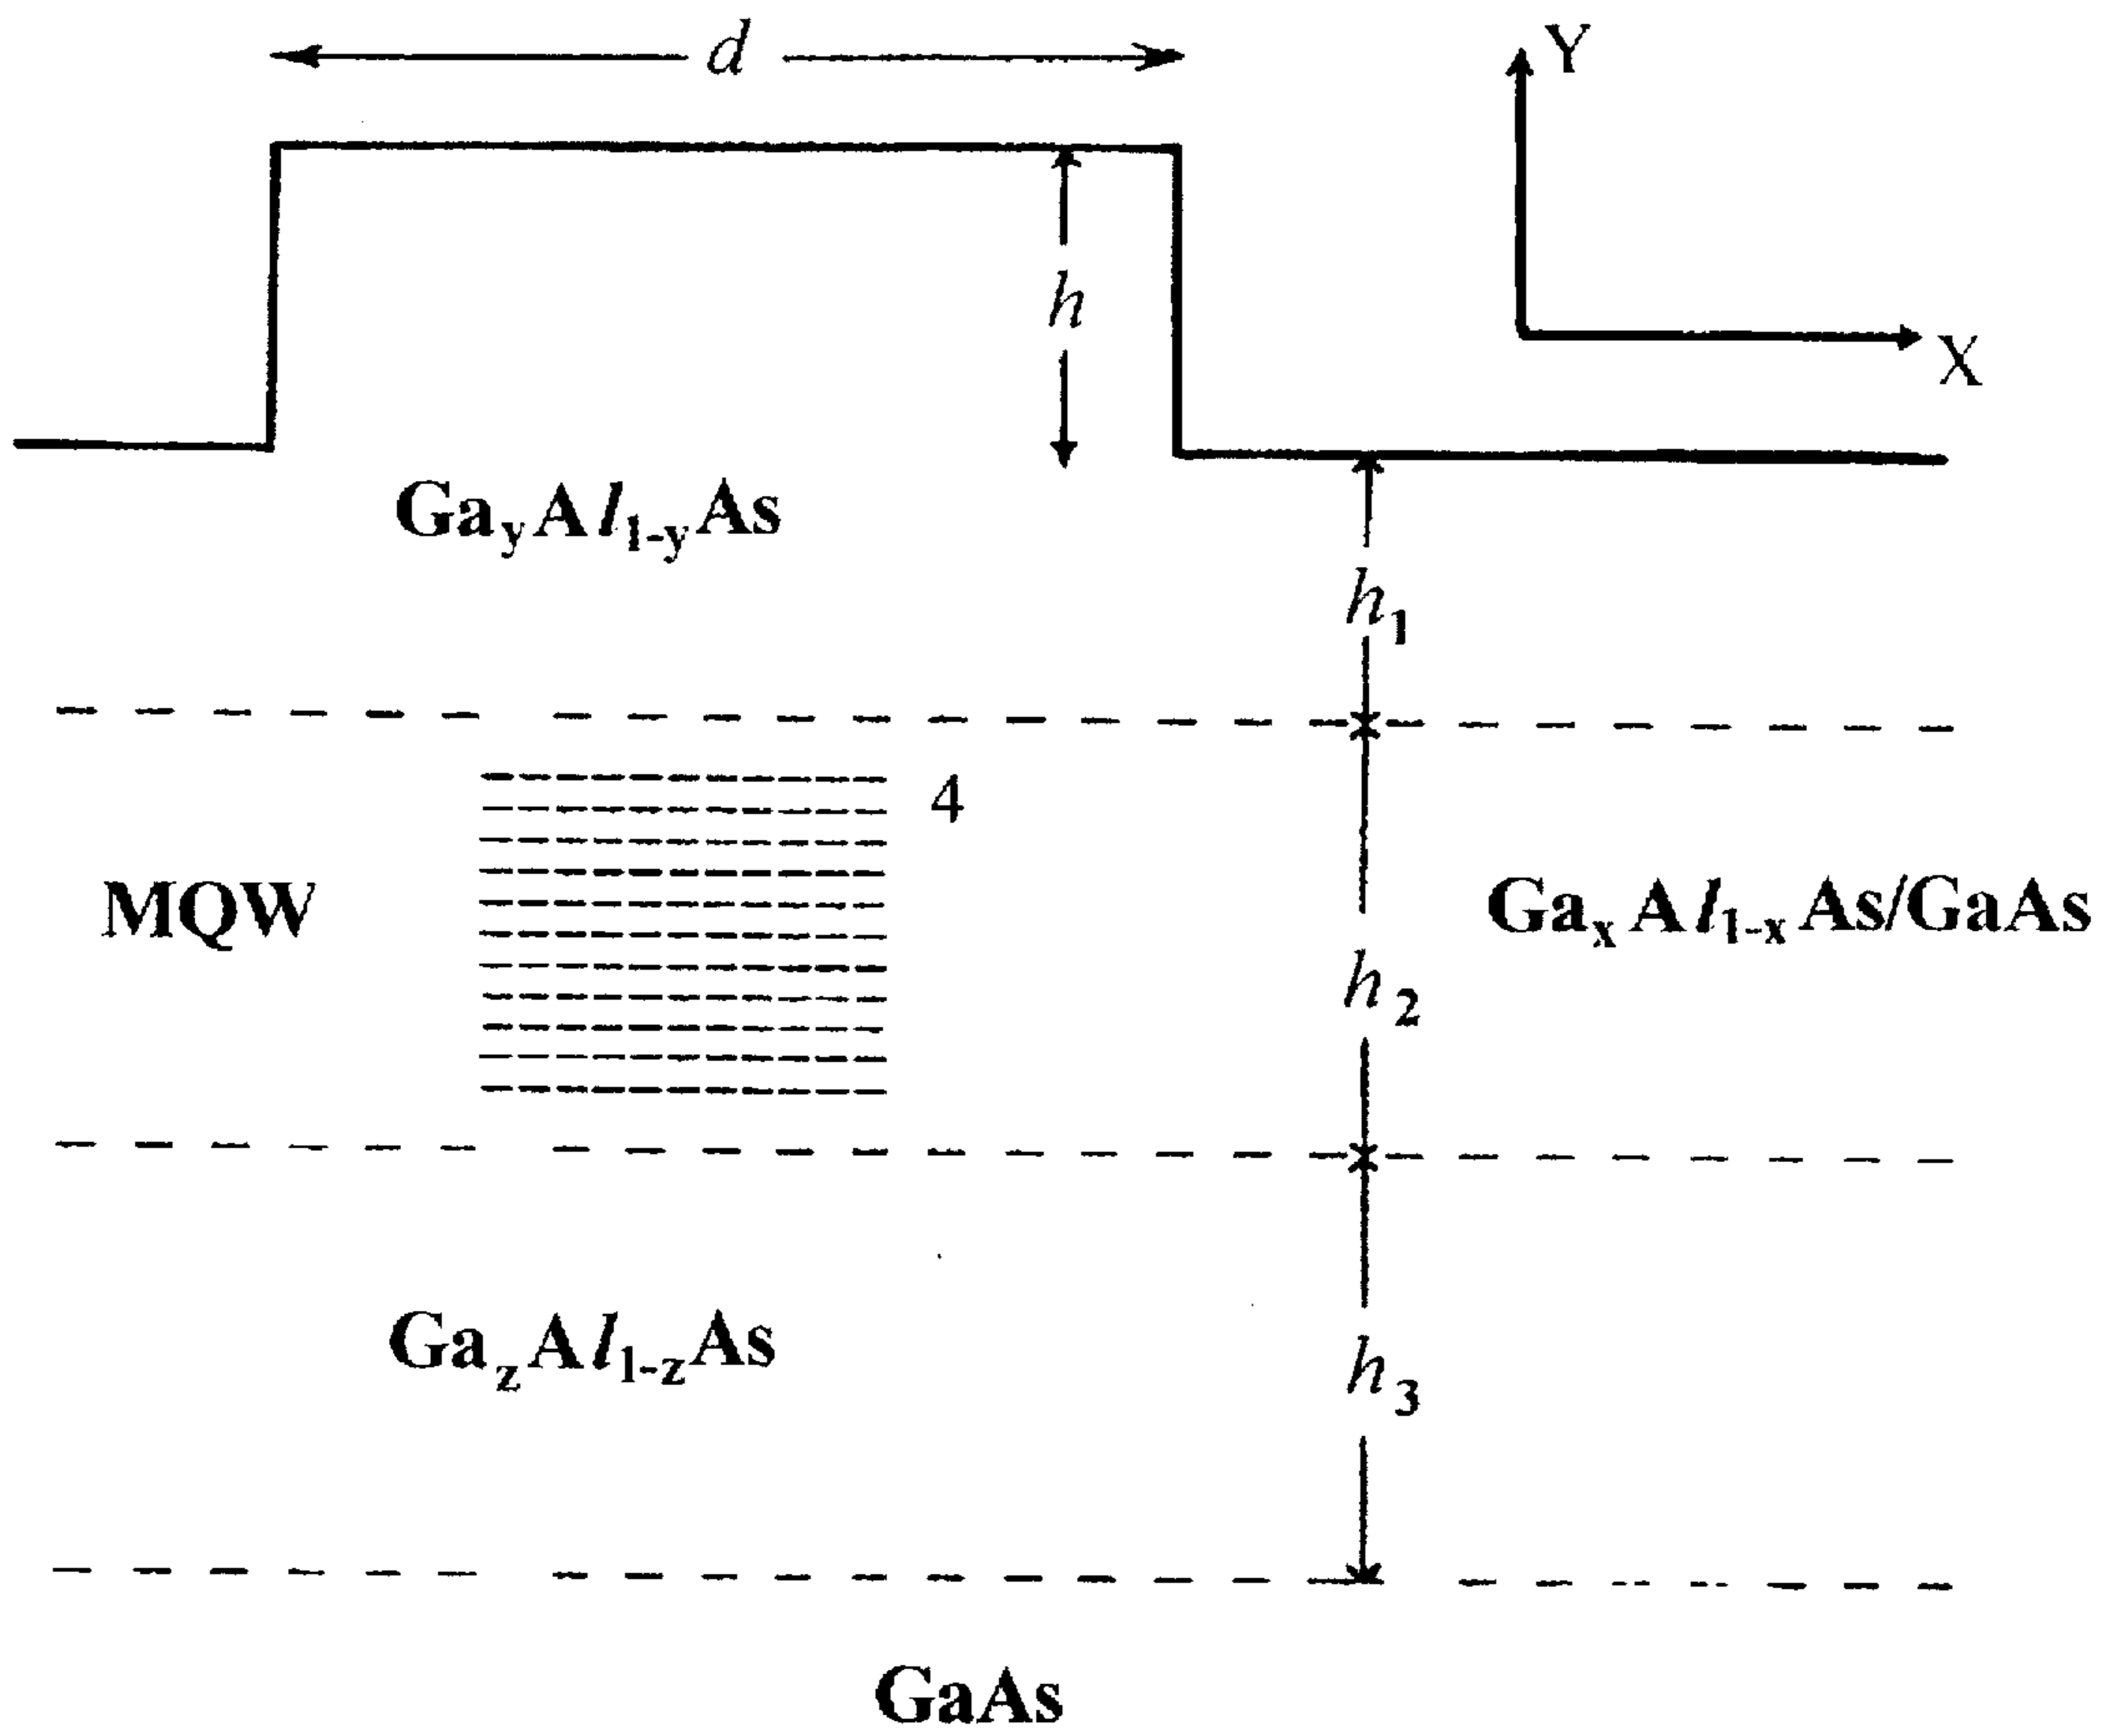 d
Y
h
X
GayAl1-yAs
h1
4
MQW
GaxAl1-xAs/GaAs
h2
GazAl1-zAs
h3
GaAs